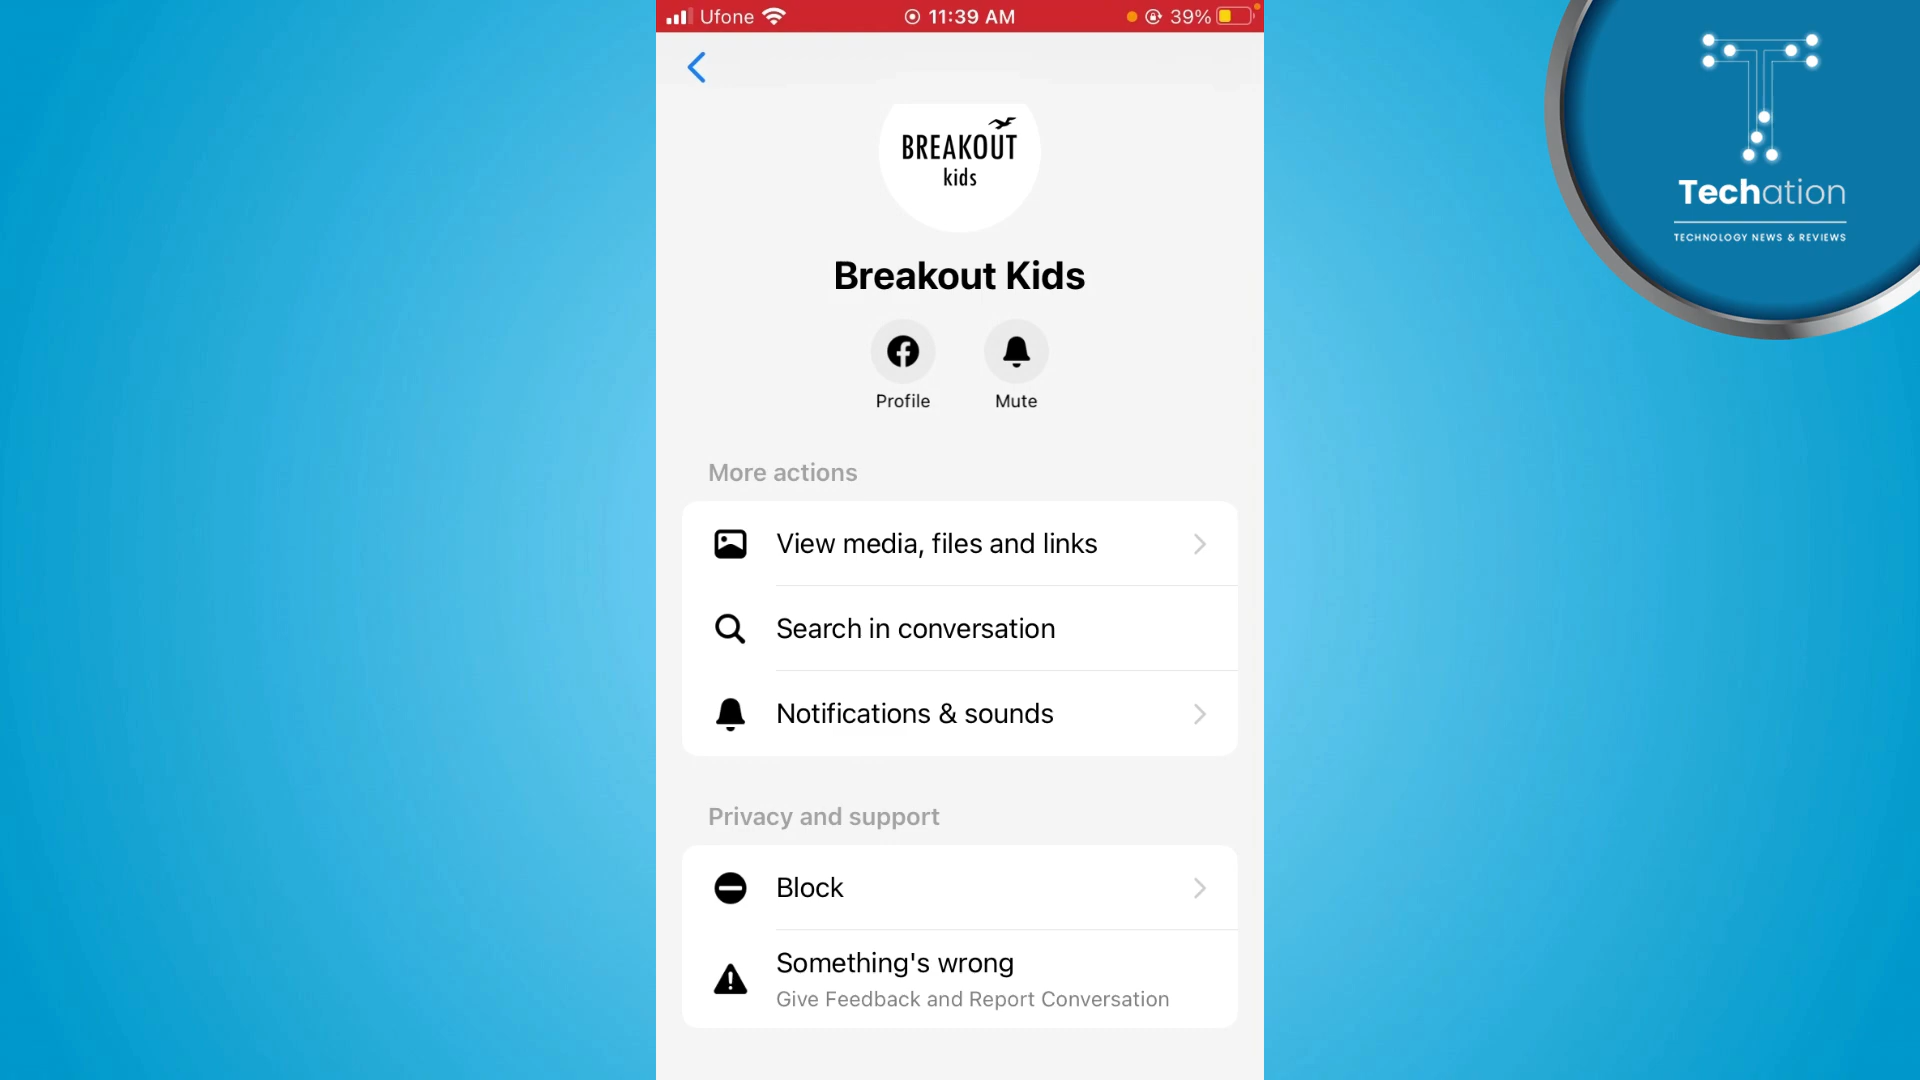 Ufone 11:39 AM 39%
BREAKOUT
kids
Breakout Kids
Profile Mute
More actions
View media, files and links
Search in conversation
Notifications & sounds
Privacy and support
Block
Something's wrong
Give Feedback and Report Conversation
Techation
TECHNOLOGY NEWS & REVIEWS